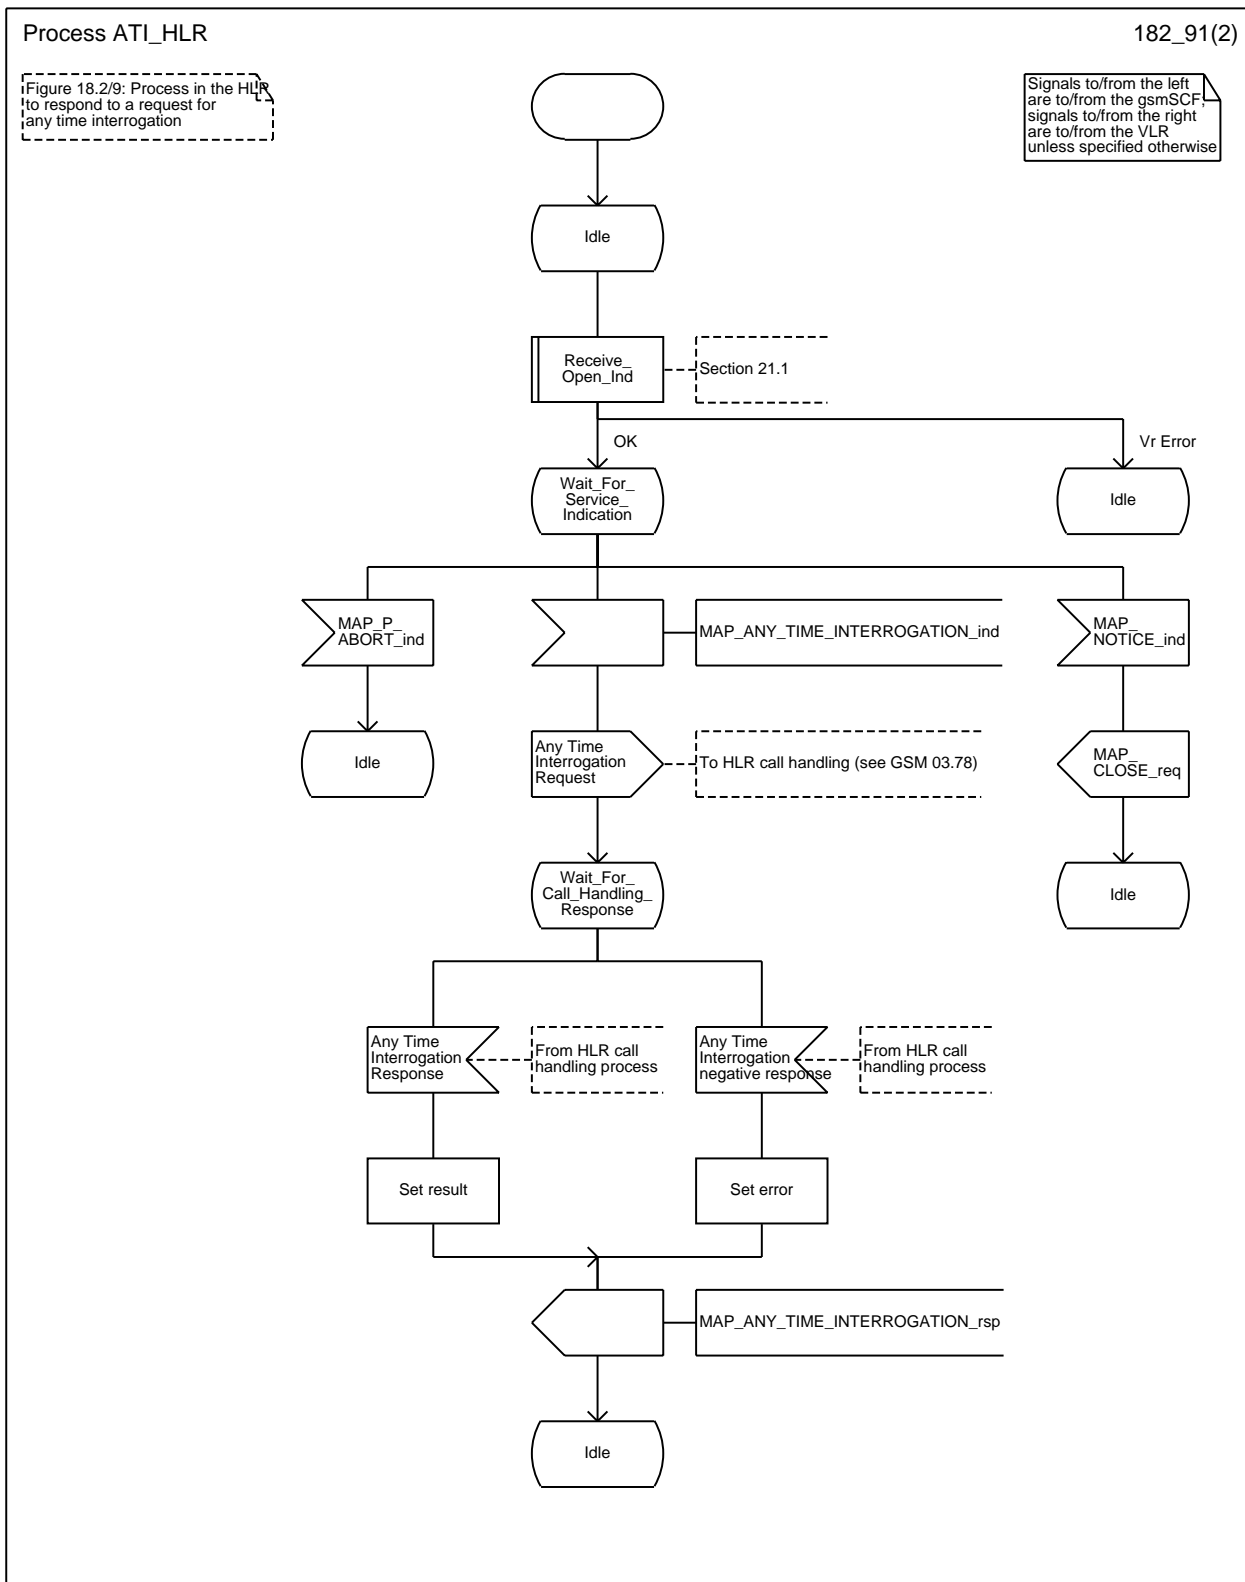 Process ATI_HLR
182_91(2)
Figure 18.2/9: Process in the HLR
to respond to a request for
any time interrogation
Signals to/from the left
are to/from the gsmSCF;
signals to/from the right
are to/from the VLR
unless specified otherwise
Idle
Receive_
Open_Ind
Section 21.1
OK
Vr Error
Wait_For_
Service_
Indication
Idle
MAP_P_
ABORT_ind
MAP_ANY_TIME_INTERROGATION_ind
MAP_
NOTICE_ind
Idle
Any Time
Interrogation
Request
To HLR call handling (see GSM 03.78)
MAP_
CLOSE_req
Wait_For_
Call_Handling_
Response
Idle
Any Time
Interrogation
Response
From HLR call
handling process
Any Time
Interrogation
negative response
From HLR call
handling process
Set result
Set error
MAP_ANY_TIME_INTERROGATION_rsp
Idle